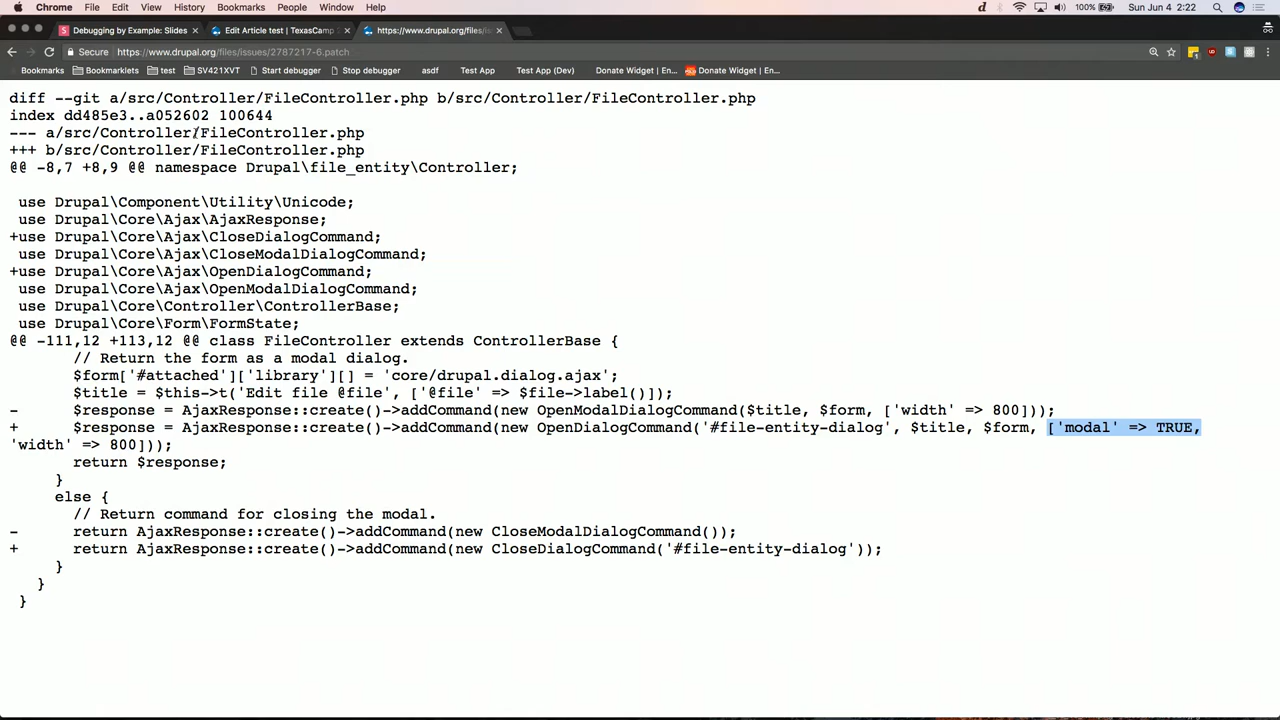 Chrome File Edit View History Bookmarks People Window Help d 100% Sun Jun 4 2:22
Debugging by Example: Slides × Edit Article test | TexasCamp × https://www.drupal.org/files/is ×
Secure https://www.drupal.org/files/issues/2787217-6.patch
Bookmarks Bookmarklets test SV421XVT Start debugger Stop debugger asdf Test App Test App (Dev) Donate Widget | En... Donate Widget | En...
diff --git a/src/Controller/FileController.php b/src/Controller/FileController.php
index dd485e3..a052602 100644
--- a/src/Controller/FileController.php
+++ b/src/Controller/FileController.php
@@ -8,7 +8,9 @@ namespace Drupal\file_entity\Controller;
use Drupal\Component\Utility\Unicode;
use Drupal\Core\Ajax\AjaxResponse;
+use Drupal\Core\Ajax\CloseDialogCommand;
use Drupal\Core\Ajax\CloseModalDialogCommand;
+use Drupal\Core\Ajax\OpenDialogCommand;
use Drupal\Core\Ajax\OpenModalDialogCommand;
use Drupal\Core\Controller\ControllerBase;
use Drupal\Core\Form\FormState;
@@ -111,12 +113,12 @@ class FileController extends ControllerBase {
// Return the form as a modal dialog.
$form['#attached']['library'][] = 'core/drupal.dialog.ajax';
$title = $this->t('Edit file @file', ['@file' => $file->label()]);
- $response = AjaxResponse::create()->addCommand(new OpenModalDialogCommand($title, $form, ['width' => 800]));
+ $response = AjaxResponse::create()->addCommand(new OpenDialogCommand('#file-entity-dialog', $title, $form, ['modal' => TRUE,
'width' => 800]));
return $response;
}
else {
// Return command for closing the modal.
- return AjaxResponse::create()->addCommand(new CloseModalDialogCommand());
+ return AjaxResponse::create()->addCommand(new CloseDialogCommand('#file-entity-dialog'));
}
}
}